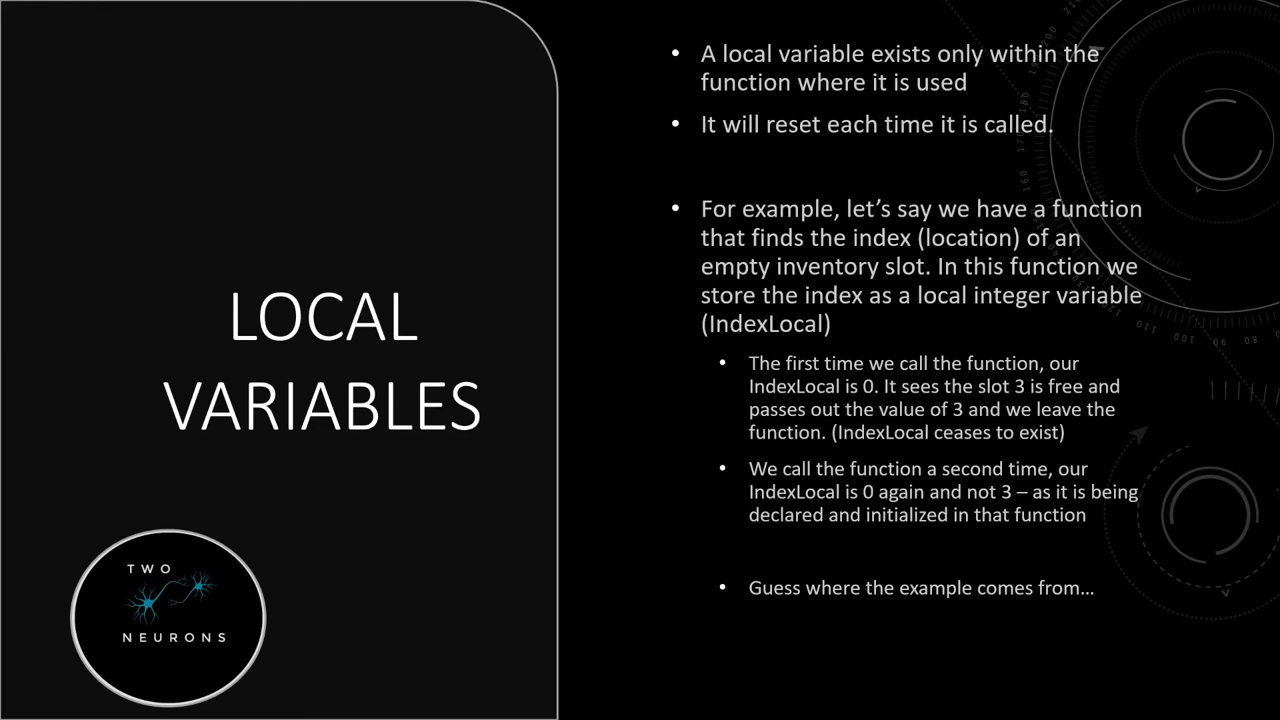 LOCAL
VARIABLES
TWO
NEURONS
• A local variable exists only within the
function where it is used
• It will reset each time it is called.
• For example, let’s say we have a function
that finds the index (location) of an
empty inventory slot. In this function we
store the index as a local integer variable
(IndexLocal)
• The first time we call the function, our
IndexLocal is 0. It sees the slot 3 is free and
passes out the value of 3 and we leave the
function. (IndexLocal ceases to exist)
• We call the function a second time, our
IndexLocal is 0 again and not 3 – as it is being
declared and initialized in that function
• Guess where the example comes from…